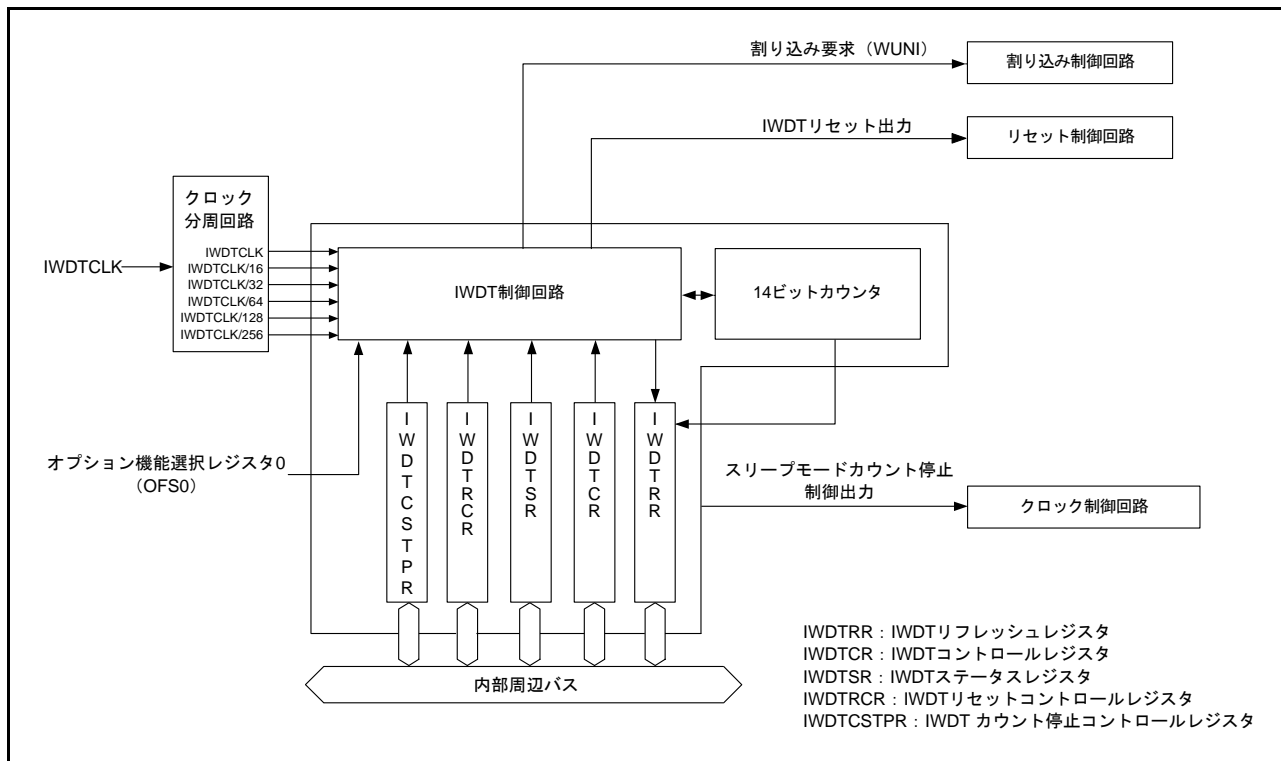 割り込み要求（WUNI）
割り込み制御回路
IWDTリセット出力
リセット制御回路
クロック
分周回路
IWDTCLK
IWDTCLK
IWDTCLK/16
IWDTCLK/32
IWDTCLK/64
IWDTCLK/128
IWDTCLK/256
IWDT制御回路
14ビットカウンタ
オプション機能選択レジスタ0
（OFS0）
IWDTCSTPR
IWDTRCR
IWDTSR
IWDTCR
IWDTRR
スリープモードカウント停止
制御出力
クロック制御回路
内部周辺バス
IWDTRR：IWDTリフレッシュレジスタ
IWDTCR：IWDTコントロールレジスタ
IWDTSR：IWDTステータスレジスタ
IWDTRCR：IWDTリセットコントロールレジスタ
IWDTCSTPR：IWDT カウント停止コントロールレジスタ